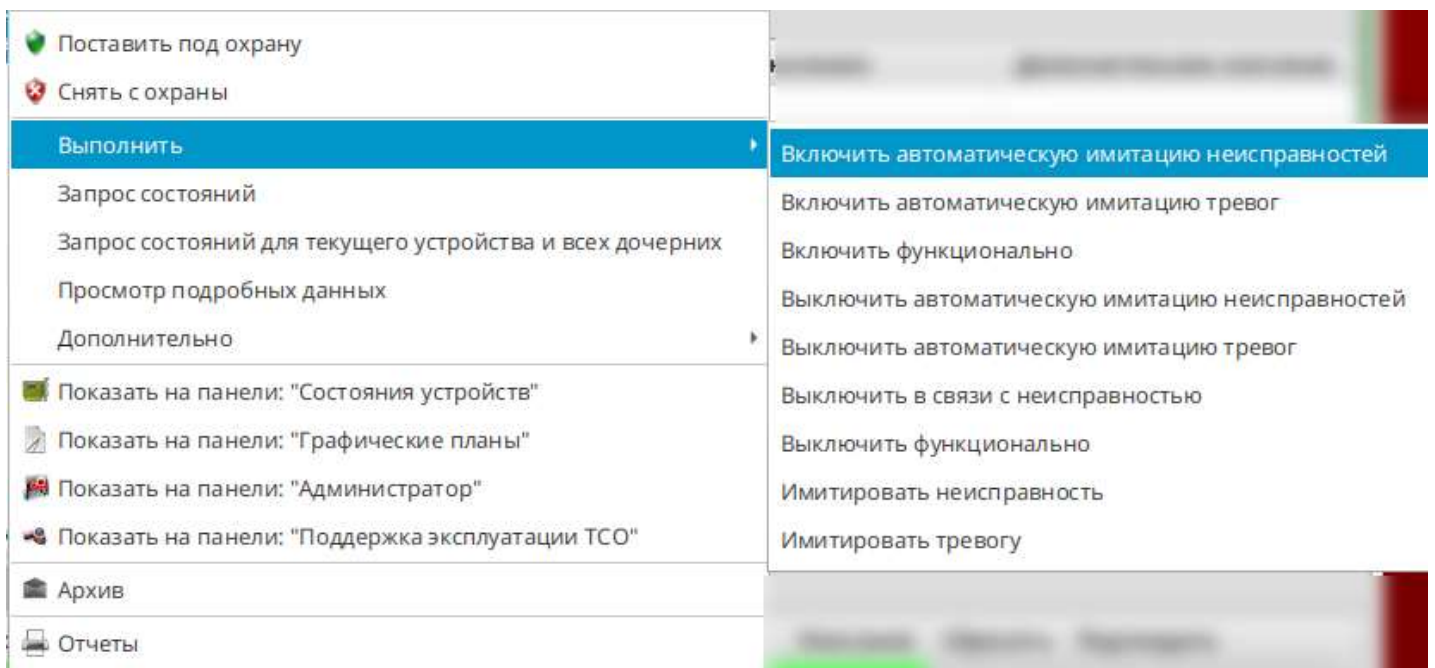 Поставить под охрану
Снять с охраны
Выполнить
Запрос состояний
Запрос состояний для текущего устройства и всех дочерних
Просмотр подробных данных
Дополнительно
Показать на панели: "Состояния устройств"
Показать на панели: "Графические планы"
Показать на панели: "Администратор"
Показать на панели: "Поддержка эксплуатации ТСО"
Архив
Отчеты
Включить автоматическую имитацию неисправностей
Включить автоматическую имитацию тревог
Включить функционально
Выключить автоматическую имитацию неисправностей
Выключить автоматическую имитацию тревог
Выключить в связи с неисправностью
Выключить функционально
Имитировать неисправность
Имитировать тревогу